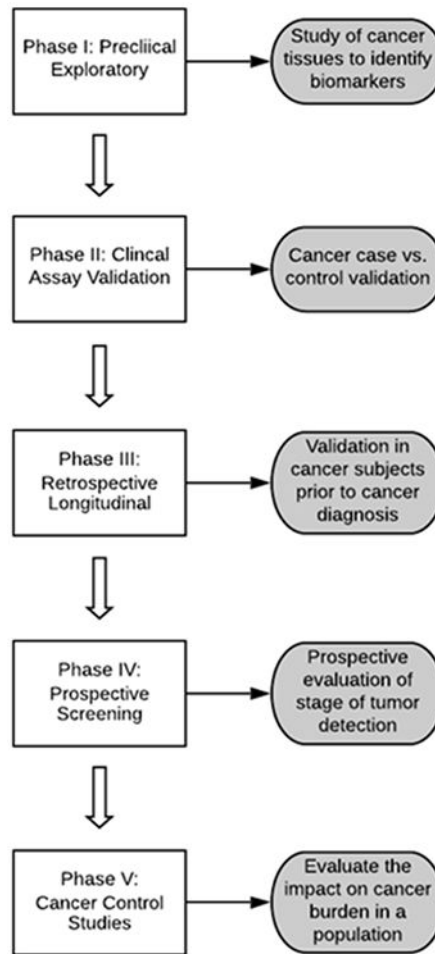 Phase I: Precliical
Exploratory
Study of cancer
tissues to identify
biomarkers
Phase II: Clincal
Assay Validation
Cancer case vs.
control validation
Phase III:
Retrospective
Longitudinal
Validation in
cancer subjects
prior to cancer
diagnosis
Phase IV:
Prospective
Screening
Prospective
evaluation of
stage of tumor
detection
Phase V:
Cancer Control
Studies
Evaluate the
impact on cancer
burden in a
population